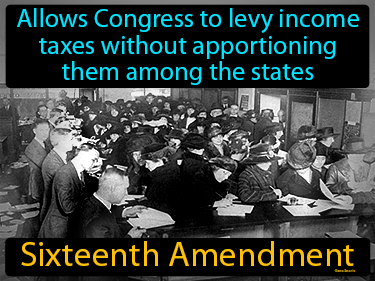 Allows Congress to levy income
taxes without apportioning
them among the states
Sixteenth Amendment